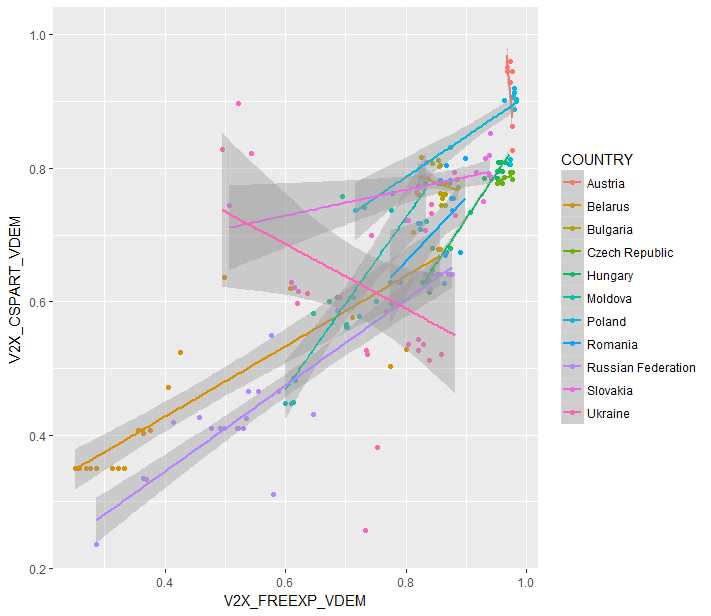 1.0
0.8
0.6
0.4
0.2
V2X_CSPART_VDEM
0.4
0.6
0.8
1.0
V2X_FREEXP_VDEM
COUNTRY
Austria
Belarus
Bulgaria
Czech Republic
Hungary
Moldova
Poland
Romania
Russian Federation
Slovakia
Ukraine